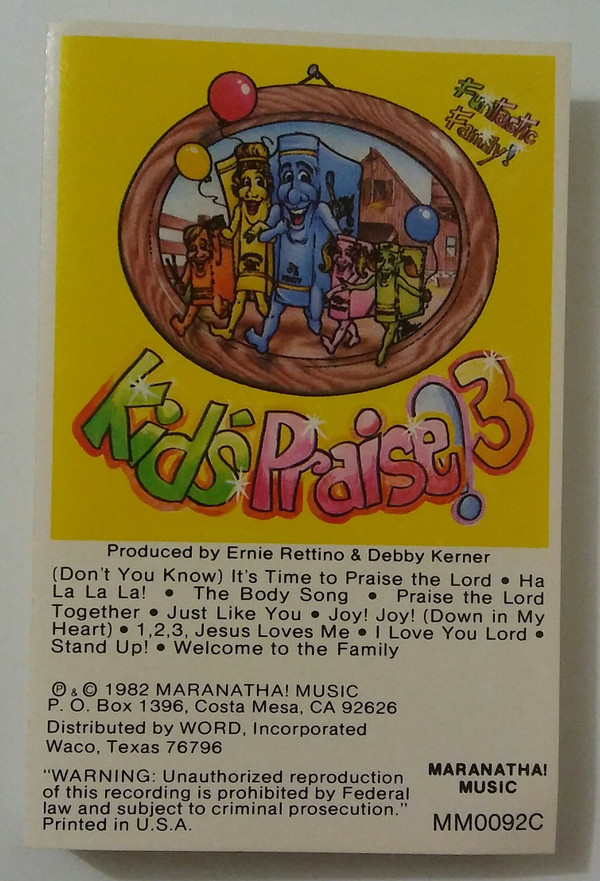 Funtastic
Family!
Kids' Praise! 3
Produced by Ernie Rettino & Debby Kerner
(Don't You Know) It's Time to Praise the Lord • Ha
La La La! • The Body Song • Praise the Lord
Together • Just Like You • Joy! Joy! (Down in My
Heart) • 1,2,3, Jesus Loves Me • I Love You Lord •
Stand Up! • Welcome to the Family
℗ & © 1982 MARANATHA! MUSIC
P. O. Box 1396, Costa Mesa, CA 92626
Distributed by WORD, Incorporated
Waco, Texas 76796
"WARNING: Unauthorized reproduction
of this recording is prohibited by Federal
law and subject to criminal prosecution."
Printed in U.S.A.
MARANATHA!
MUSIC
MM0092C